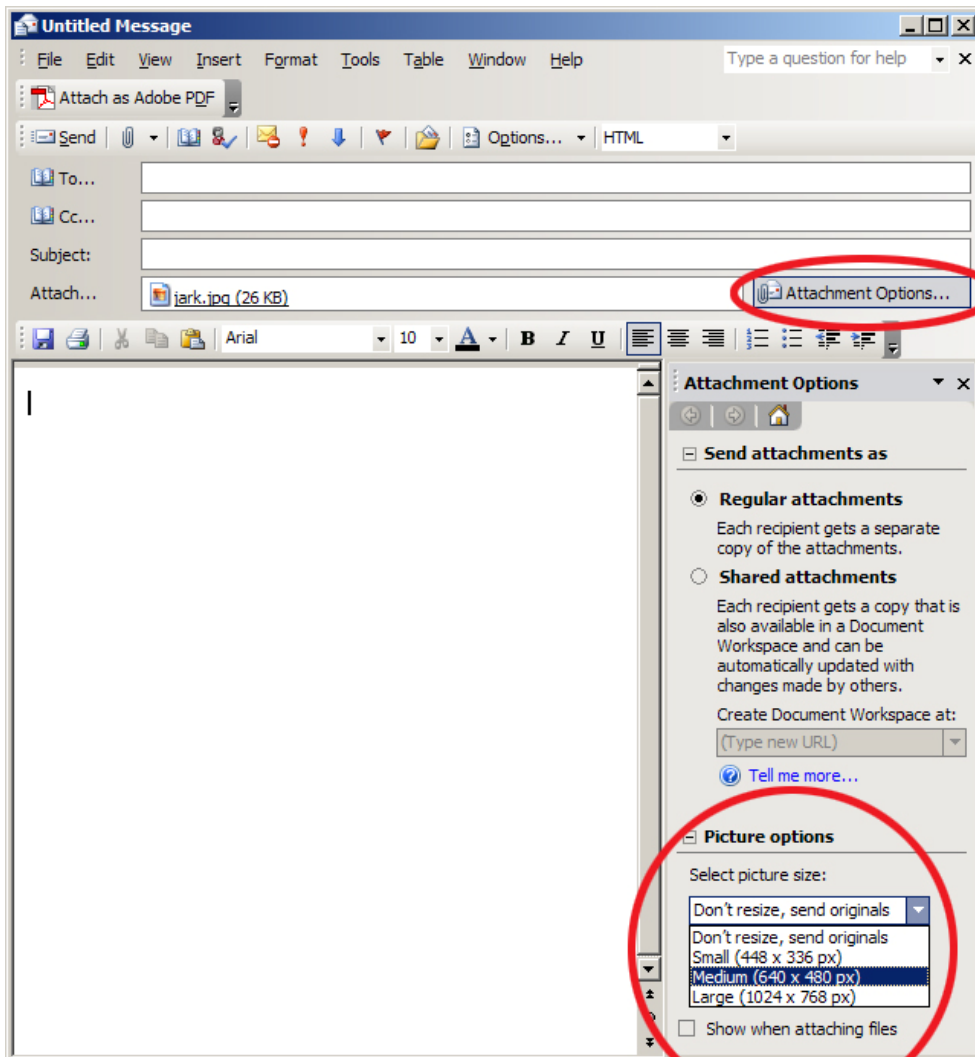 Untitled Message
File Edit View Insert Format Tools Table Window Help Type a question for help
Attach as Adobe PDF
Send Options... HTML
To...
Cc...
Subject:
Attach... jark.jpg (26 KB) Attachment Options...
Arial 10 A B I U
Attachment Options
Send attachments as
Regular attachments
Each recipient gets a separate
copy of the attachments.
Shared attachments
Each recipient gets a copy that is
also available in a Document
Workspace and can be
automatically updated with
changes made by others.
Create Document Workspace at:
(Type new URL)
Tell me more...
Picture options
Select picture size:
Don't resize, send originals
Don't resize, send originals
Small (448 x 336 px)
Medium (640 x 480 px)
Large (1024 x 768 px)
Show when attaching files